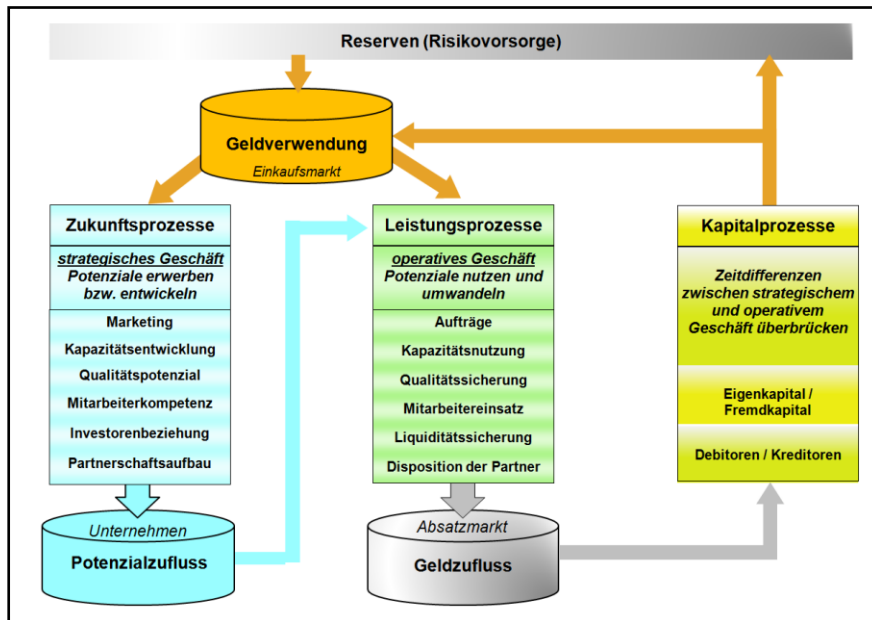 Reserven (Risikovorsorge)
Geldverwendung
Einkaufsmarkt
Zukunftsprozesse
strategisches Geschäft
Potenziale erwerben
bzw. entwickeln
Marketing
Kapazitätsentwicklung
Qualitätspotenzial
Mitarbeiterkompetenz
Investorenbeziehung
Partnerschaftsaufbau
Unternehmen
Potenzialzufluss
Leistungsprozesse
operatives Geschäft
Potenziale nutzen und
umwandeln
Aufträge
Kapazitätsnutzung
Qualitätssicherung
Mitarbeitereinsatz
Liquiditätssicherung
Disposition der Partner
Absatzmarkt
Geldzufluss
Kapitalprozesse
Zeitdifferenzen
zwischen strategischem
und operativem
Geschäft überbrücken
Eigenkapital /
Fremdkapital
Debitoren / Kreditoren